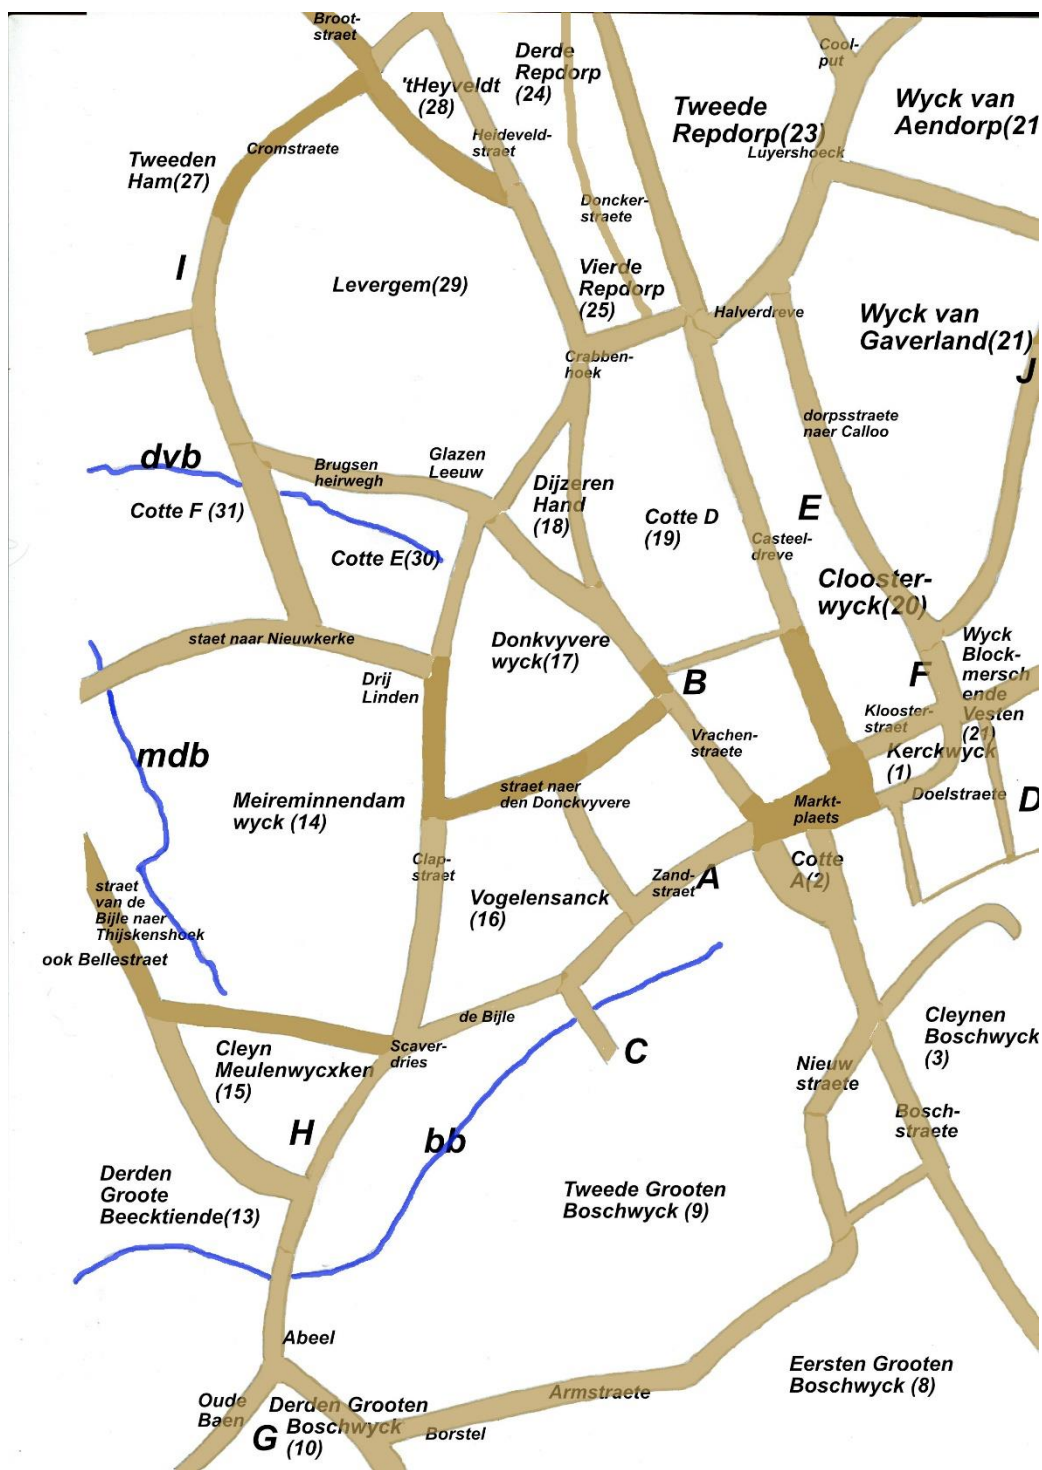 Broot-
straet
'tHeyveldt
(28)
Derde
Repdorp
(24)
Cool-
put
Tweede
Repdorp(23)
Wyck van
Aendorp(21
Heideveld-
straet
Luyershoeck
Cromstraete
Tweeden
Ham(27)
Doncker-
straete
I
Levergem(29)
Vierde
Repdorp
(25)
Halverdreve
Wyck van
Gaverland(21)
J
Crabben-
hoek
dorpsstraete
naer Calloo
dvb
Brugsen
heirwegh
Glazen
Leeuw
Cotte F (31)
Dijzeren
Hand
(18)
Cotte D
(19)
E
Casteel-
dreve
Cotte E(30)
Clooster-
wyck(20)
staet naar Nieuwkerke
Donkvyvere
wyck(17)
Wyck
Block-
mersch
ende
Vesten
(21)
Drij
Linden
B
F
Klooster-
straet
mdb
Vrachen-
straete
Kerckwyck
(1)
straet naer
den Donckvyvere
Meireminnendam
wyck (14)
Markt-
plaets
Doelstraete
D
Clap-
straet
Zand-
straet
A
Cotte
A(2)
straet
van de
Bijle naer
Thijskenshoek
ook Bellestraet
Vogelensanck
(16)
de Bijle
Cleynen
Boschwyck
(3)
Scaver-
dries
C
Cleyn
Meulenwycxken
(15)
Nieuw
straete
Bosch-
straete
H
bb
Derden
Groote
Beecktiende(13)
Tweede Grooten
Boschwyck (9)
Abeel
Eersten Grooten
Boschwyck (8)
Oude
Baen
Derden Grooten
Boschwyck
(10)
Armstraete
G
Borstel